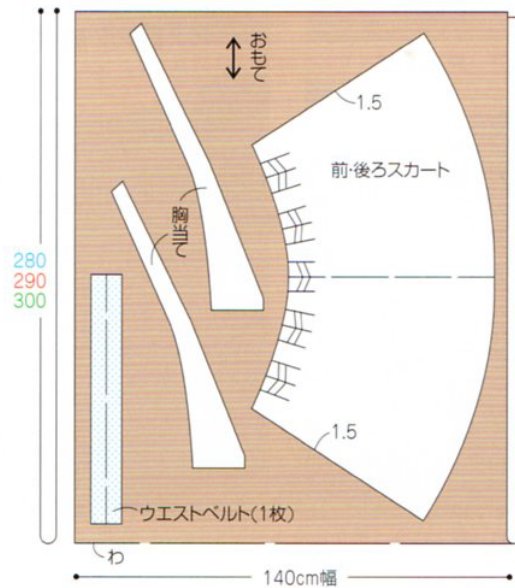 おもて
1.5
前・後ろスカート
胸当て
280
290
300
1.5
ウエストベルト(1枚)
わ
140cm幅